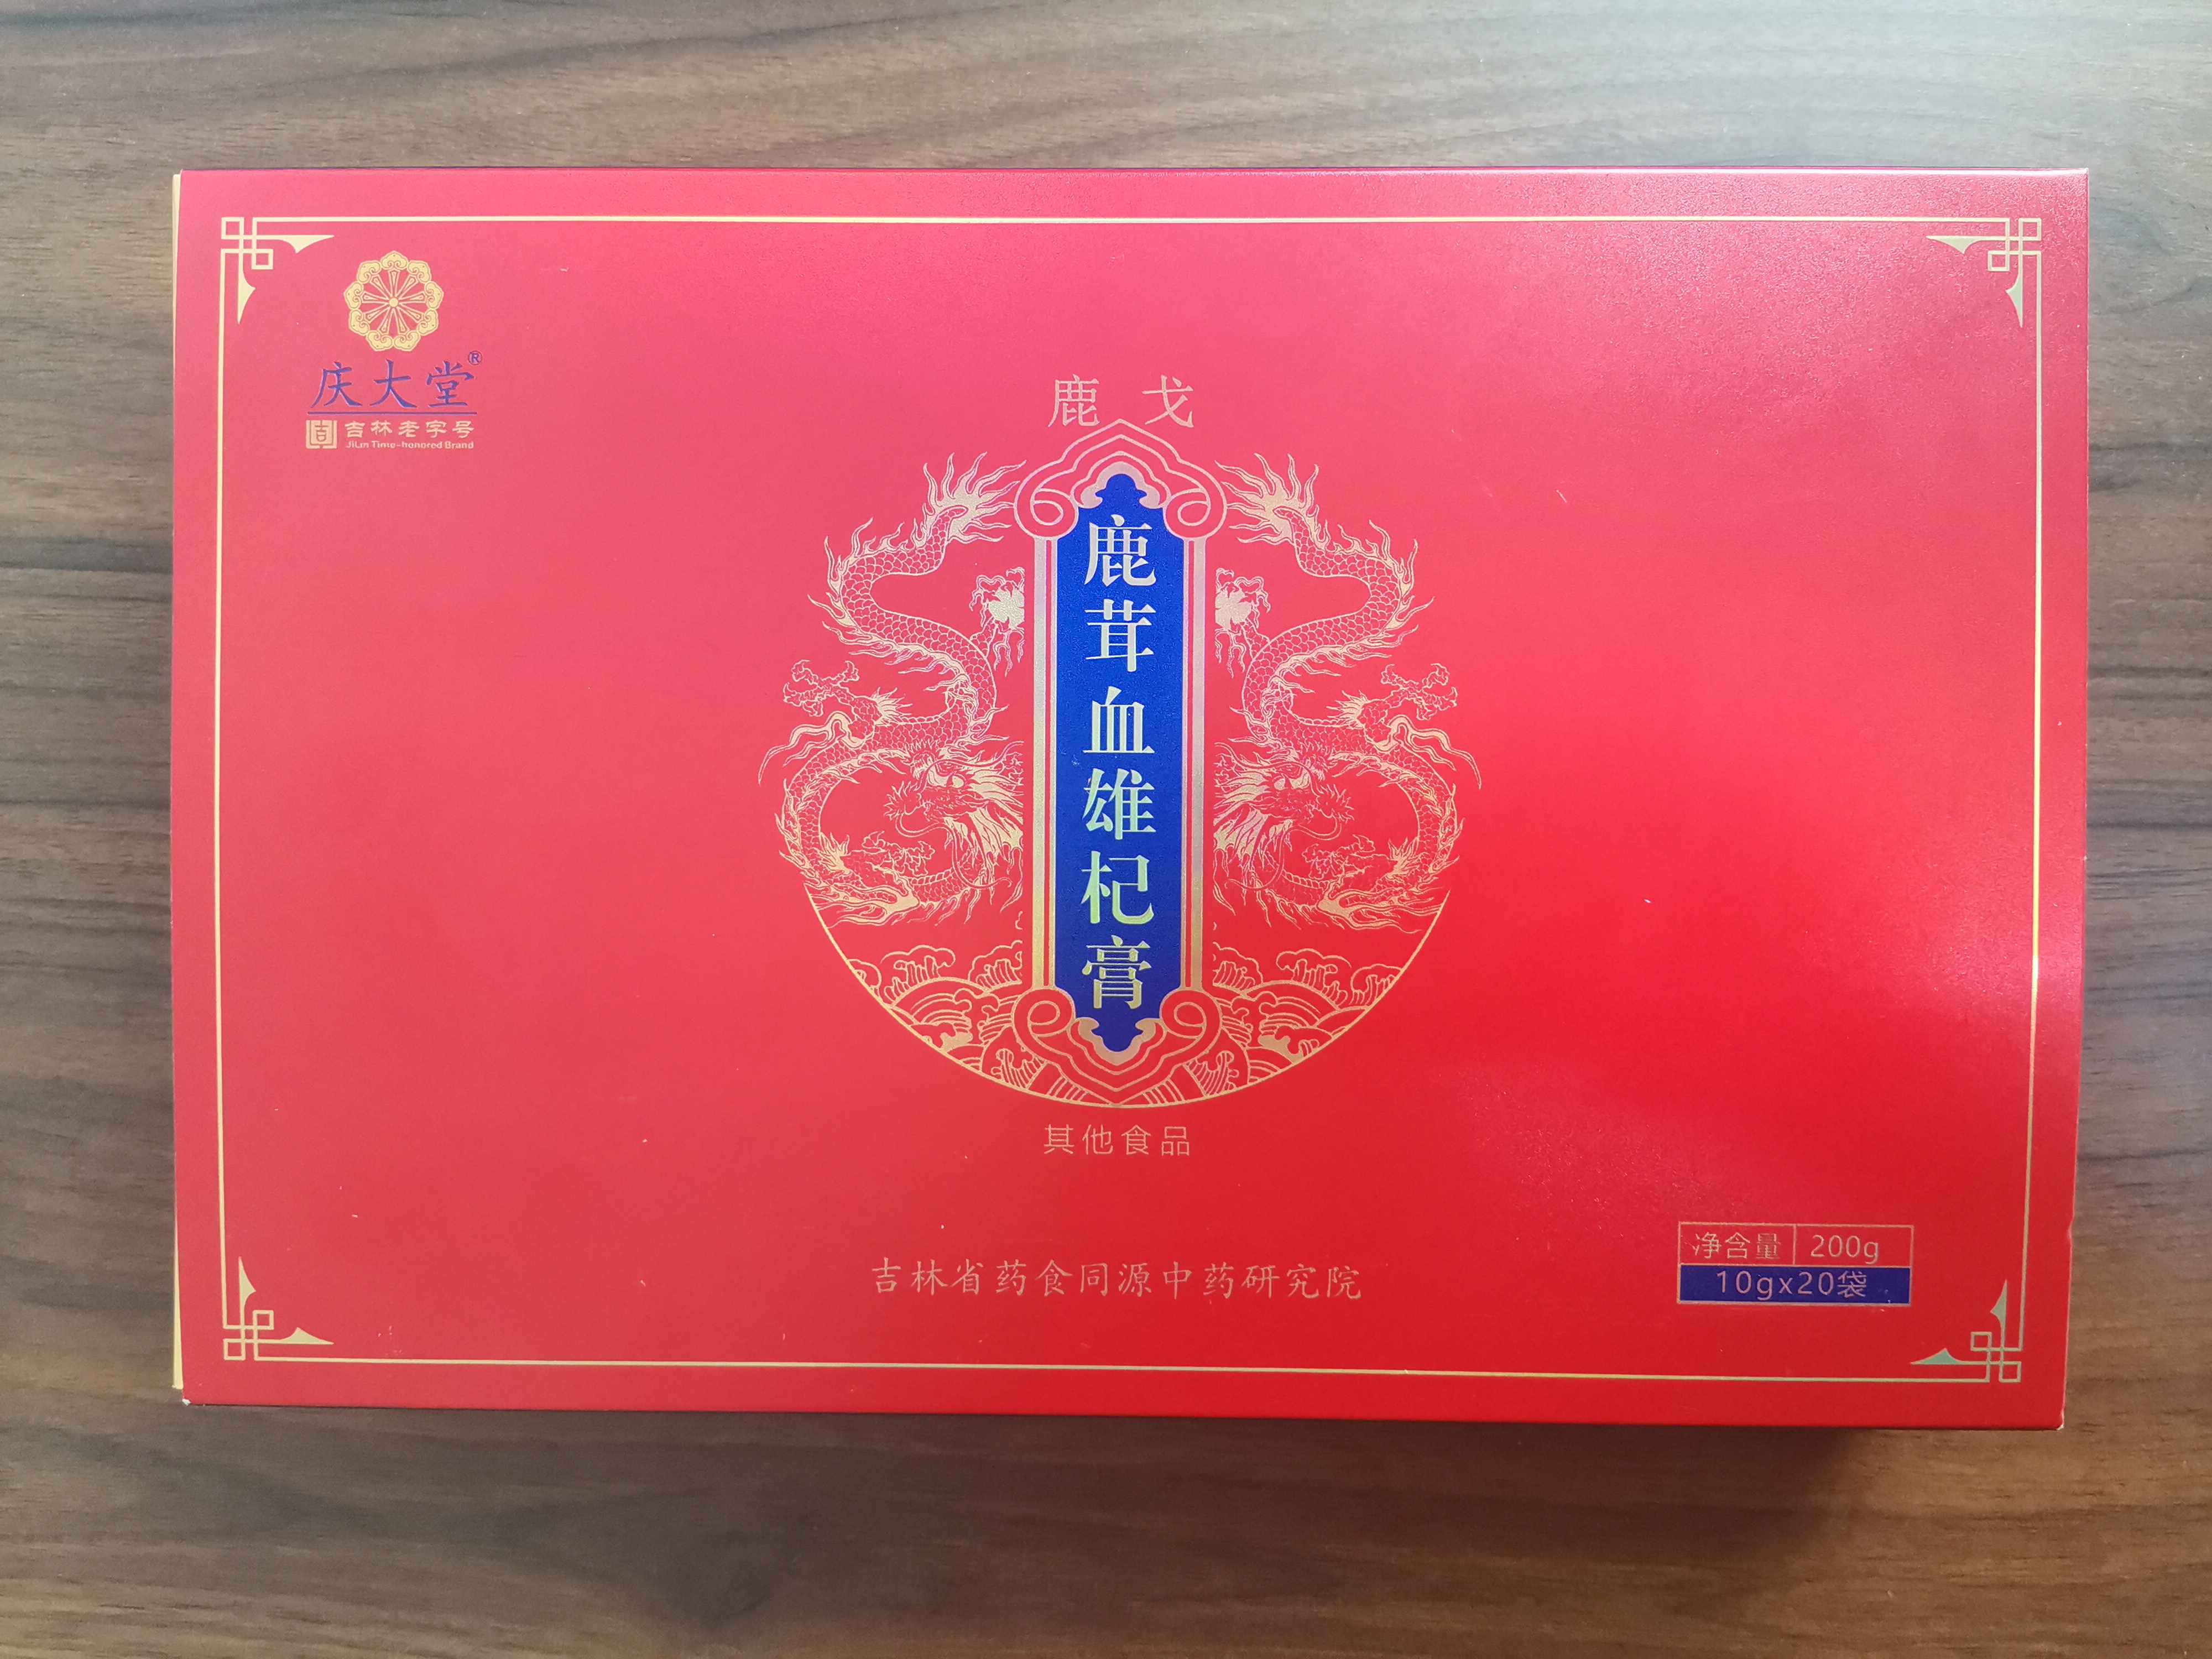 庆大堂®
吉林老字号
JiLin Time-honored Brand
鹿戈
鹿茸血雄杞膏
其他食品
吉林省药食同源中药研究院
净含量 200g
10gx20袋